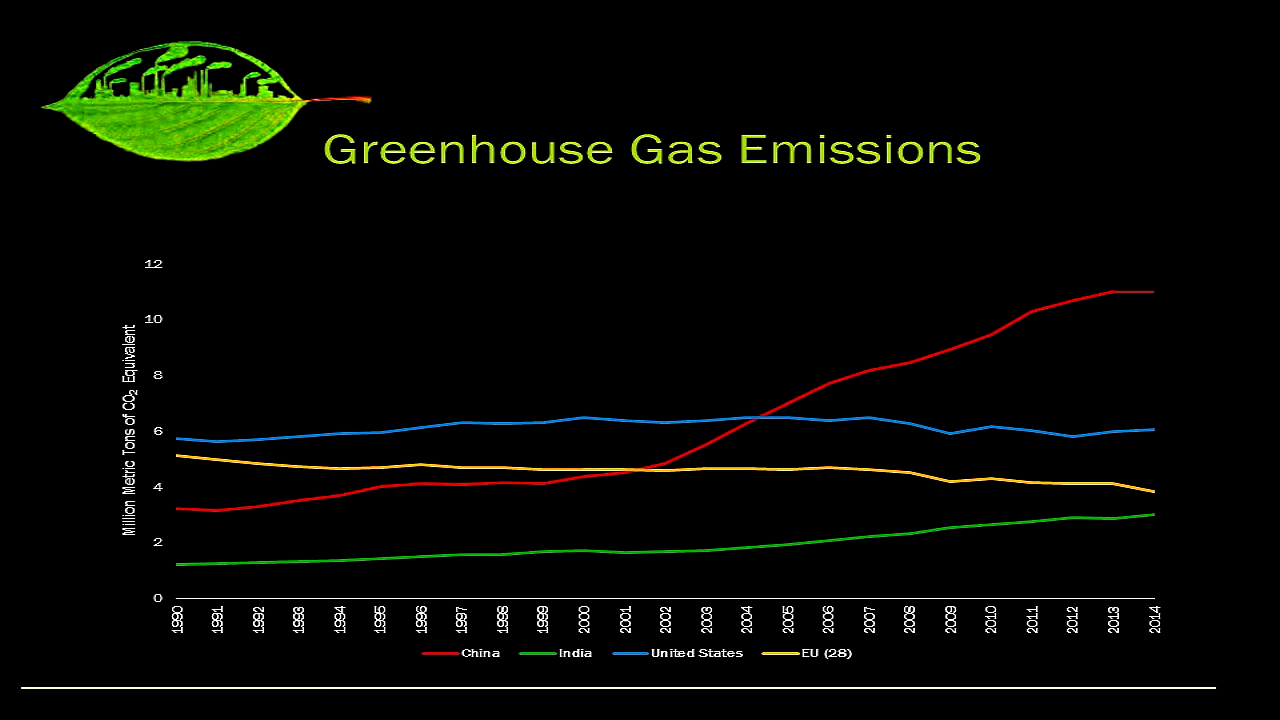 Greenhouse Gas Emissions
Million Metric Tons of CO₂ Equivalent
12
10
8
6
4
2
0
1990 1991 1992 1993 1994 1995 1996 1997 1998 1999 2000 2001 2002 2003 2004 2005 2006 2007 2008 2009 2010 2011 2012 2013 2014
China India United States EU (28)